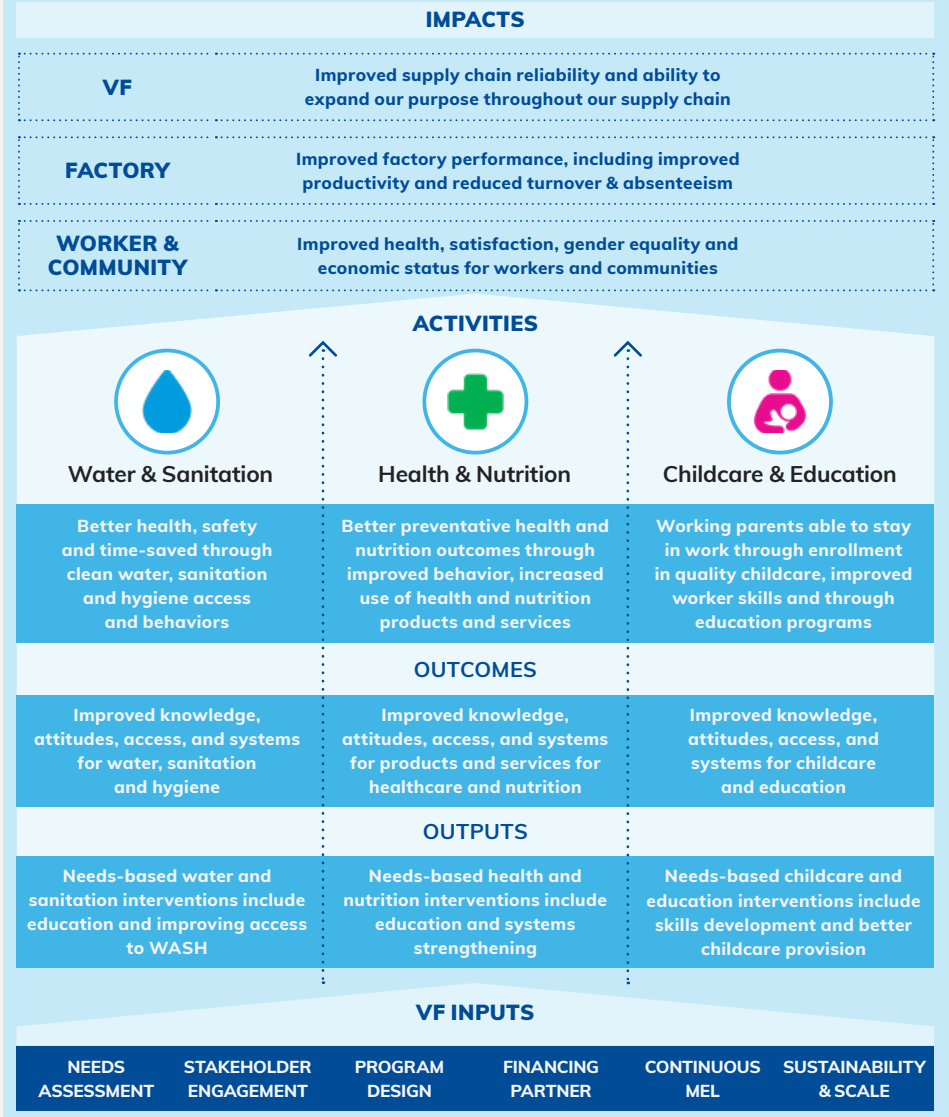 IMPACTS
VF
Improved supply chain reliability and ability to
expand our purpose throughout our supply chain
FACTORY
Improved factory performance, including improved
productivity and reduced turnover & absenteeism
WORKER &
COMMUNITY
Improved health, satisfaction, gender equality and
economic status for workers and communities
ACTIVITIES
Water & Sanitation
Health & Nutrition
Childcare & Education
Better health, safety
and time-saved through
clean water, sanitation
and hygiene access
and behaviors
Better preventative health and
nutrition outcomes through
improved behavior, increased
use of health and nutrition
products and services
Working parents able to stay
in work through enrollment
in quality childcare, improved
worker skills and through
education programs
OUTCOMES
Improved knowledge,
attitudes, access, and systems
for water, sanitation
and hygiene
Improved knowledge,
attitudes, access, and systems
for products and services for
healthcare and nutrition
Improved knowledge,
attitudes, access, and
systems for childcare
and education
OUTPUTS
Needs-based water and
sanitation interventions include
education and improving access
to WASH
Needs-based health and
nutrition interventions include
education and systems
strengthening
Needs-based childcare and
education interventions include
skills development and better
childcare provision
VF INPUTS
NEEDS
ASSESSMENT
STAKEHOLDER
ENGAGEMENT
PROGRAM
DESIGN
FINANCING
PARTNER
CONTINUOUS
MEL
SUSTAINABILITY
& SCALE